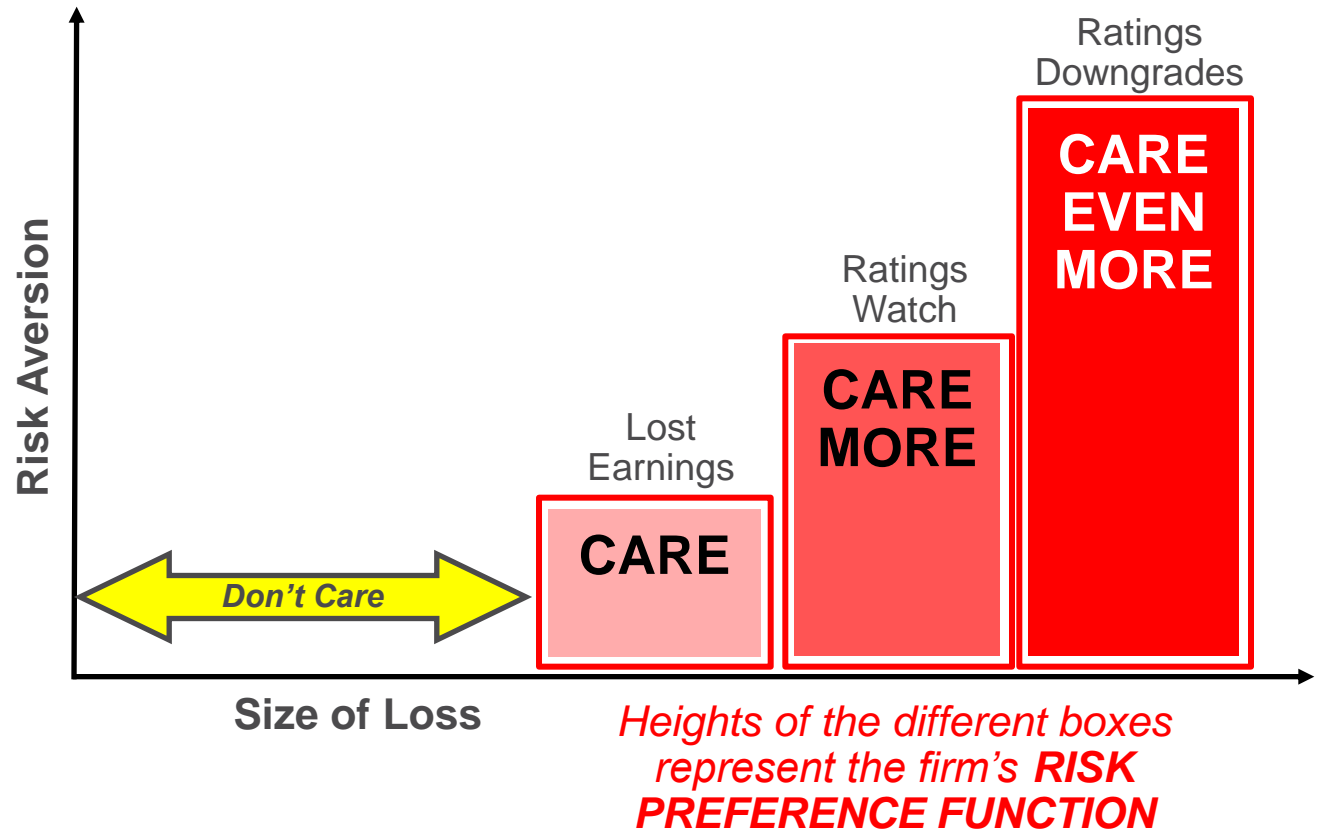 Risk Aversion
Ratings
Downgrades
CARE
EVEN
MORE
Ratings
Watch
CARE
MORE
Lost
Earnings
CARE
Don't Care
Size of Loss
Heights of the different boxes
represent the firm's RISK
PREFERENCE FUNCTION